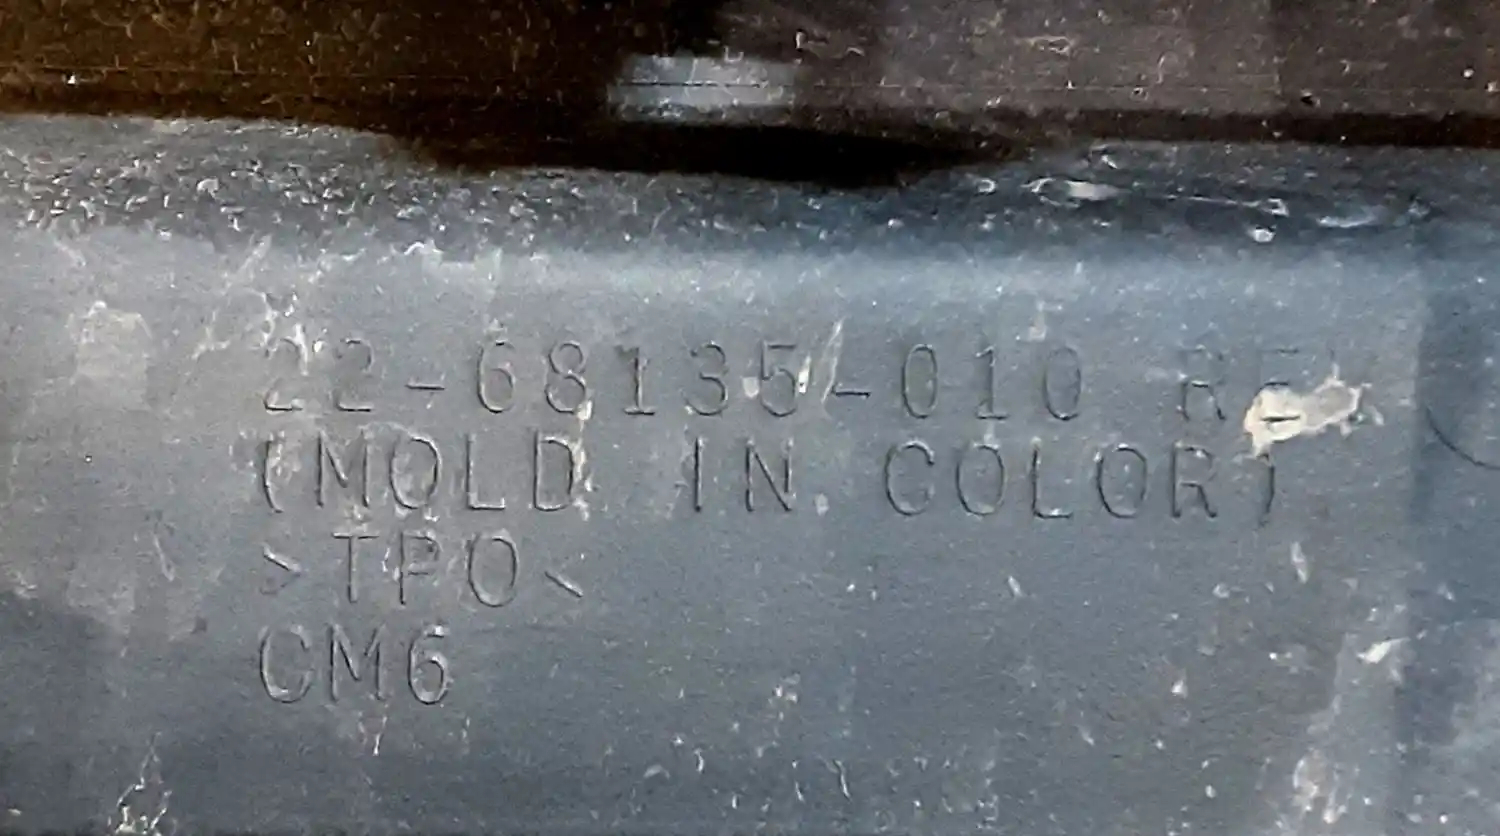 22-68135-010
(MOLD IN COLOR)
>TPO<
CM6